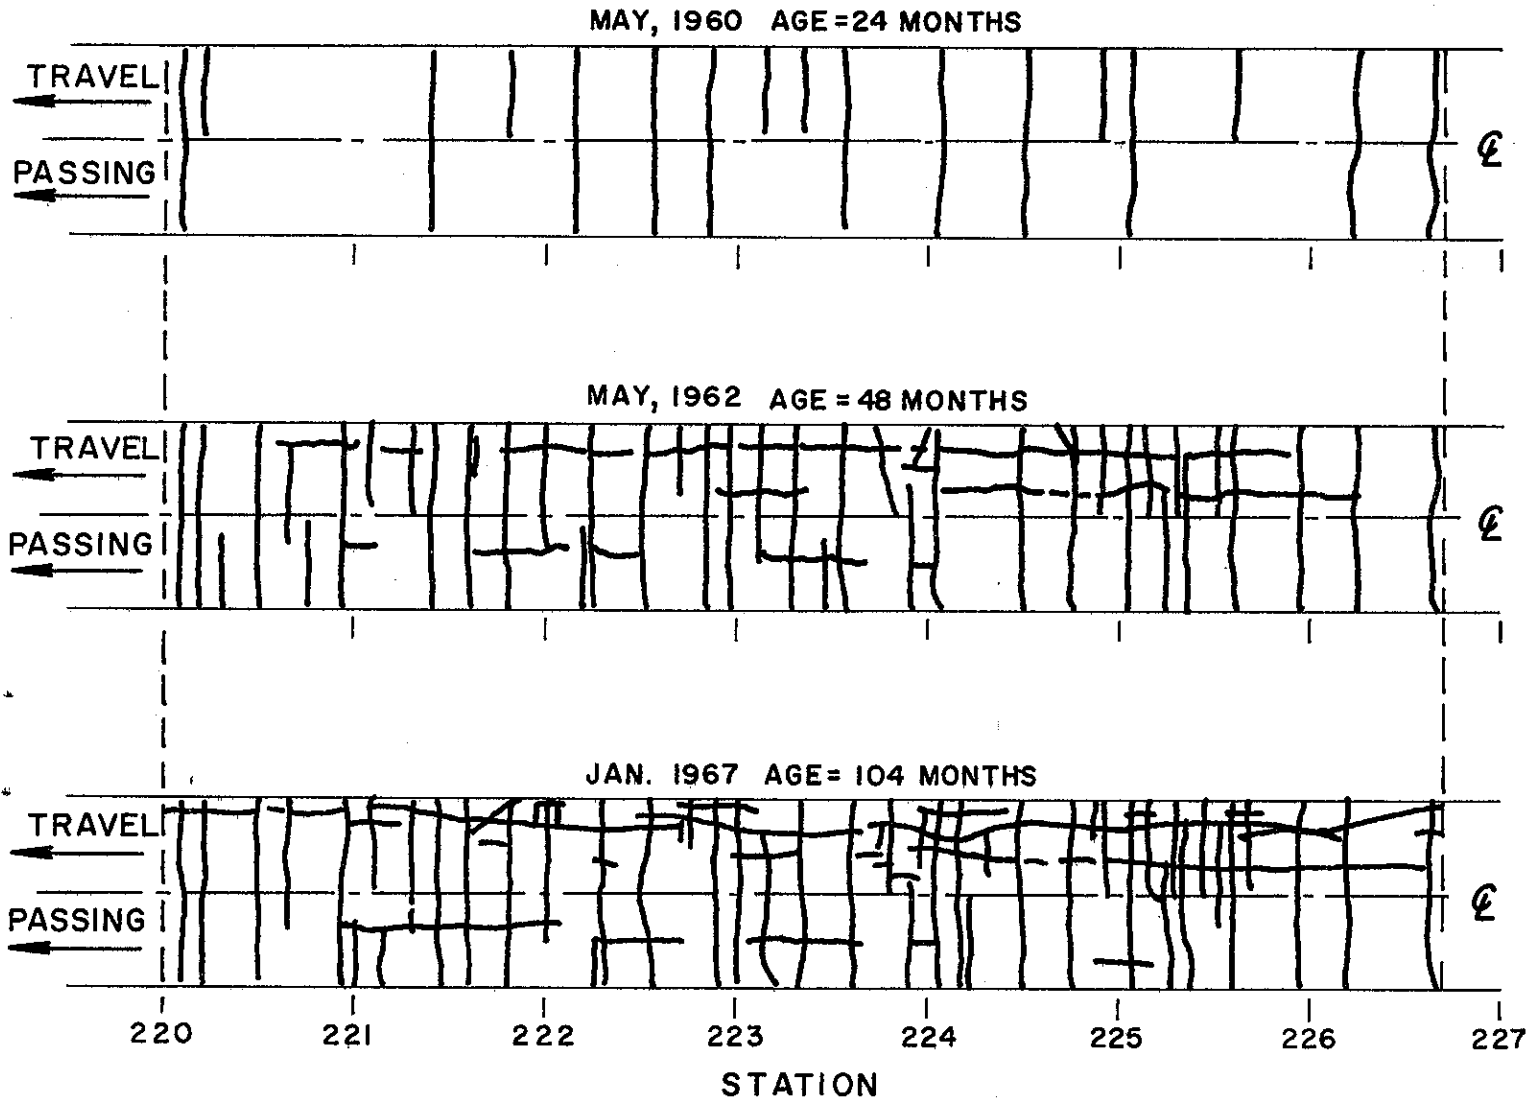 MAY, 1960 AGE=24 MONTHS
TRAVEL
PASSING
℄
MAY, 1962 AGE=48 MONTHS
TRAVEL
PASSING
℄
JAN. 1967 AGE=104 MONTHS
TRAVEL
PASSING
℄
220 221 222 223 224 225 226 227
STATION